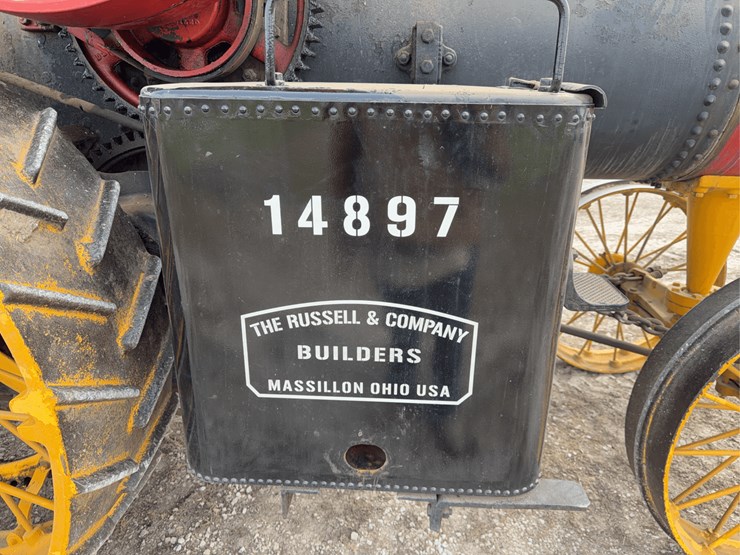 14897
THE RUSSELL & COMPANY
BUILDERS
MASSILLON OHIO USA